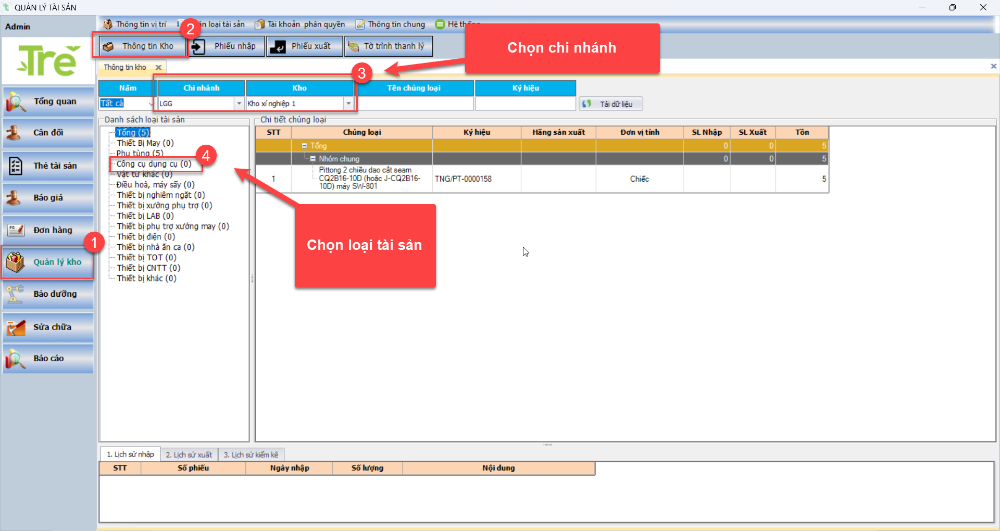 QUẢN LÝ TÀI SẢN
Admin
Thông tin vị trí
ân loại tài sản
Tài khoản phân quyền
Thông tin chung
Hệ thống
2
Trẻ
Thông tin Kho
Phiếu nhập
Phiếu xuất
Tờ trình thanh lý
Chọn chi nhánh
Thông tin kho
3
Năm
Chi nhánh
Kho
Tên chủng loại
Ký hiệu
Tất cả
LGG
Kho xí nghiệp 1
Tải dữ liệu
Tổng quan
Cân đối
Thẻ tài sản
Báo giá
Đơn hàng
1
Quản lý kho
Bảo dưỡng
Sửa chữa
Báo cáo
Danh sách loại tài sản
Tổng (5)
Thiết Bị May (0)
Phụ tùng (5)
4
Công cụ dụng cụ (0)
Vật tư khác (0)
Điều hoà, máy sấy (0)
Thiết bị nghiêm ngặt (0)
Thiết bị xưởng phụ trợ (0)
Thiết bị LAB (0)
Thiết bị phụ trợ xưởng may (0)
Thiết bị điện (0)
Thiết bị nhà ăn ca (0)
Thiết bị TOT (0)
Thiết bị CNTT (0)
Thiết bị khác (0)
Chọn loại tài sản
Chi tiết chủng loại
STT
Chủng loại
Ký hiệu
Hãng sản xuất
Đơn vị tính
SL Nhập
SL Xuất
Tồn
Tổng
0
0
5
Nhóm chung
0
0
5
1
Pittong 2 chiều dao cắt seam
CQ2B16-10D (hoặc J-CQ2B16-
10D) máy SW-801
TNG/PT-0000158
Chiếc
5
1. Lịch sử nhập
2. Lịch sử xuất
3. Lịch sử kiểm kê
STT
Số phiếu
Ngày nhập
Số lượng
Nội dung